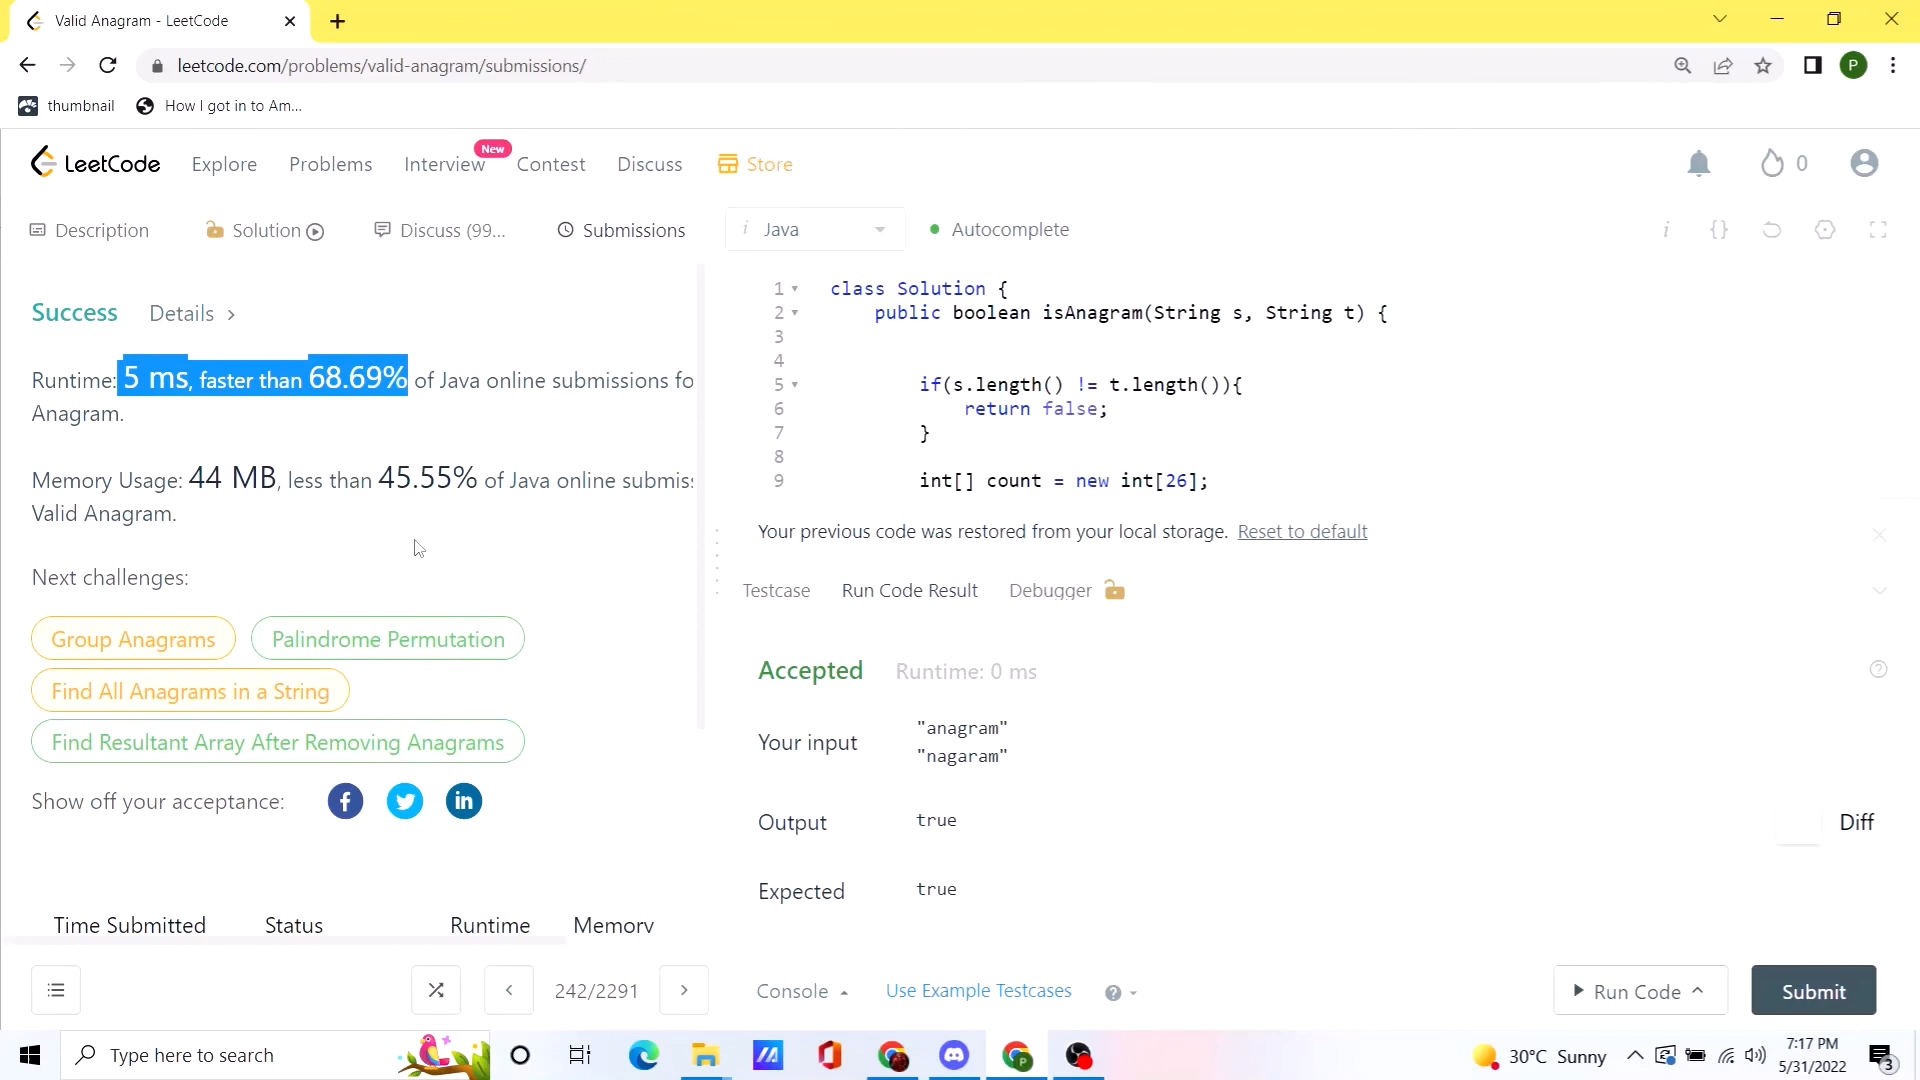 Valid Anagram - LeetCode
leetcode.com/problems/valid-anagram/submissions/
P
thumbnail How I got in to Am...
LeetCode Explore Problems Interview New Contest Discuss Store 0
Description Solution Discuss (99... Submissions
i Java Autocomplete i {}
Success Details >
Runtime: 5 ms, faster than 68.69% of Java online submissions fo
Anagram.
Memory Usage: 44 MB, less than 45.55% of Java online submiss
Valid Anagram.
Next challenges:
Group Anagrams Palindrome Permutation
Find All Anagrams in a String
Find Resultant Array After Removing Anagrams
Show off your acceptance:
Time Submitted Status Runtime Memory
242/2291
1 class Solution {
2 public boolean isAnagram(String s, String t) {
3
4
5 if(s.length() != t.length()){
6 return false;
7 }
8
9 int[] count = new int[26];
Your previous code was restored from your local storage. Reset to default
Testcase Run Code Result Debugger
Accepted Runtime: 0 ms
Your input "anagram"
"nagaram"
Output true
Diff
Expected true
Console Use Example Testcases Run Code Submit
Type here to search
30°C Sunny
7:17 PM
5/31/2022
3